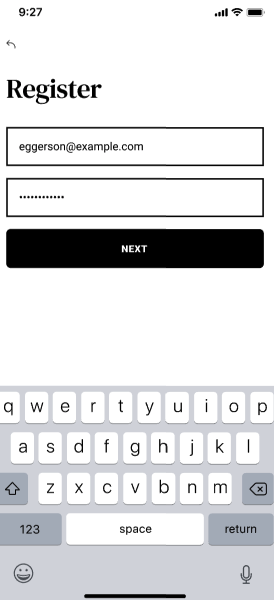 9:27
Register
eggerson@example.com
••••••••••••
NEXT
q w e r t y u i o p
a s d f g h j k l
z x c v b n m
123 space return